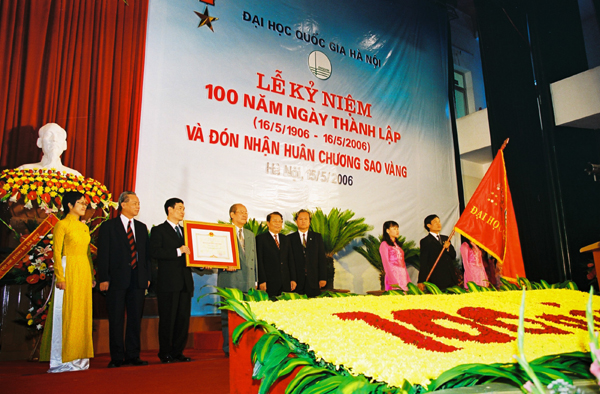 ĐẠI HỌC QUỐC GIA HÀ NỘI
LỄ KỶ NIỆM
100 NĂM NGÀY THÀNH LẬP
(16/5/1906 - 16/5/2006)
VÀ ĐÓN NHẬN HUÂN CHƯƠNG SAO VÀNG
Hà Nội, 16/5/2006
ĐẠI HỌC
100